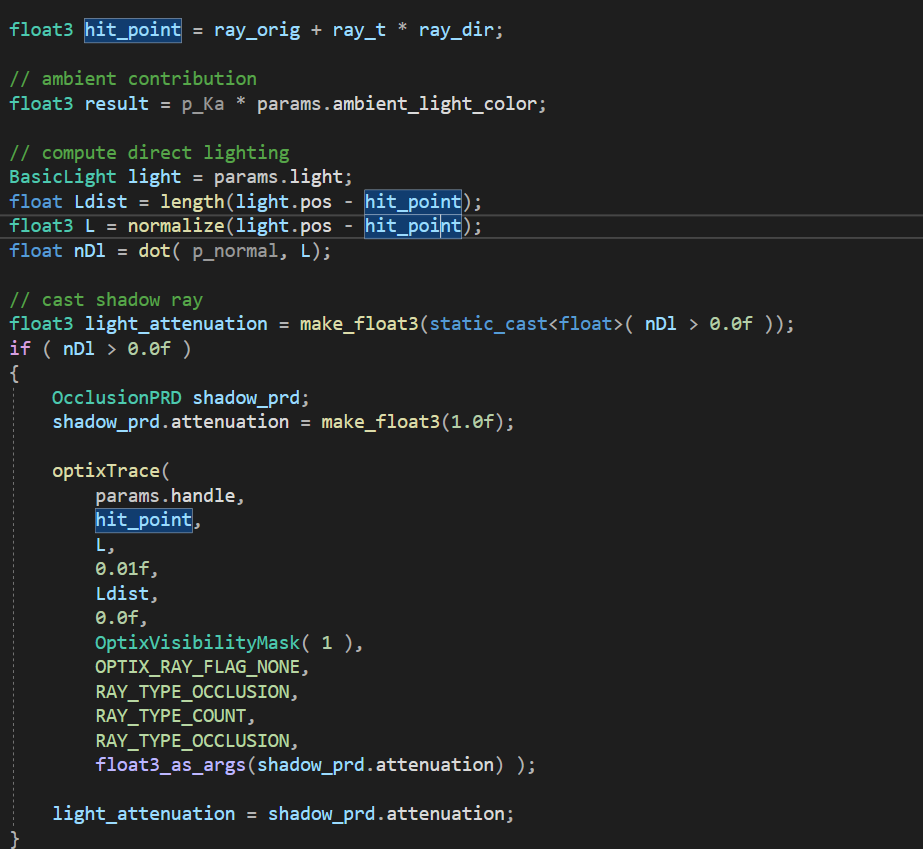 float3 hit_point = ray_orig + ray_t * ray_dir;
// ambient contribution
float3 result = p_Ka * params.ambient_light_color;
// compute direct lighting
BasicLight light = params.light;
float Ldist = length(light.pos - hit_point);
float3 L = normalize(light.pos - hit_point);
float nDl = dot( p_normal, L);
// cast shadow ray
float3 light_attenuation = make_float3(static_cast<float>( nDl > 0.0f ));
if ( nDl > 0.0f )
{
    OcclusionPRD shadow_prd;
    shadow_prd.attenuation = make_float3(1.0f);
    optixTrace(
        params.handle,
        hit_point,
        L,
        0.01f,
        Ldist,
        0.0f,
        OptixVisibilityMask( 1 ),
        OPTIX_RAY_FLAG_NONE,
        RAY_TYPE_OCCLUSION,
        RAY_TYPE_COUNT,
        RAY_TYPE_OCCLUSION,
        float3_as_args(shadow_prd.attenuation) );
    light_attenuation = shadow_prd.attenuation;
}